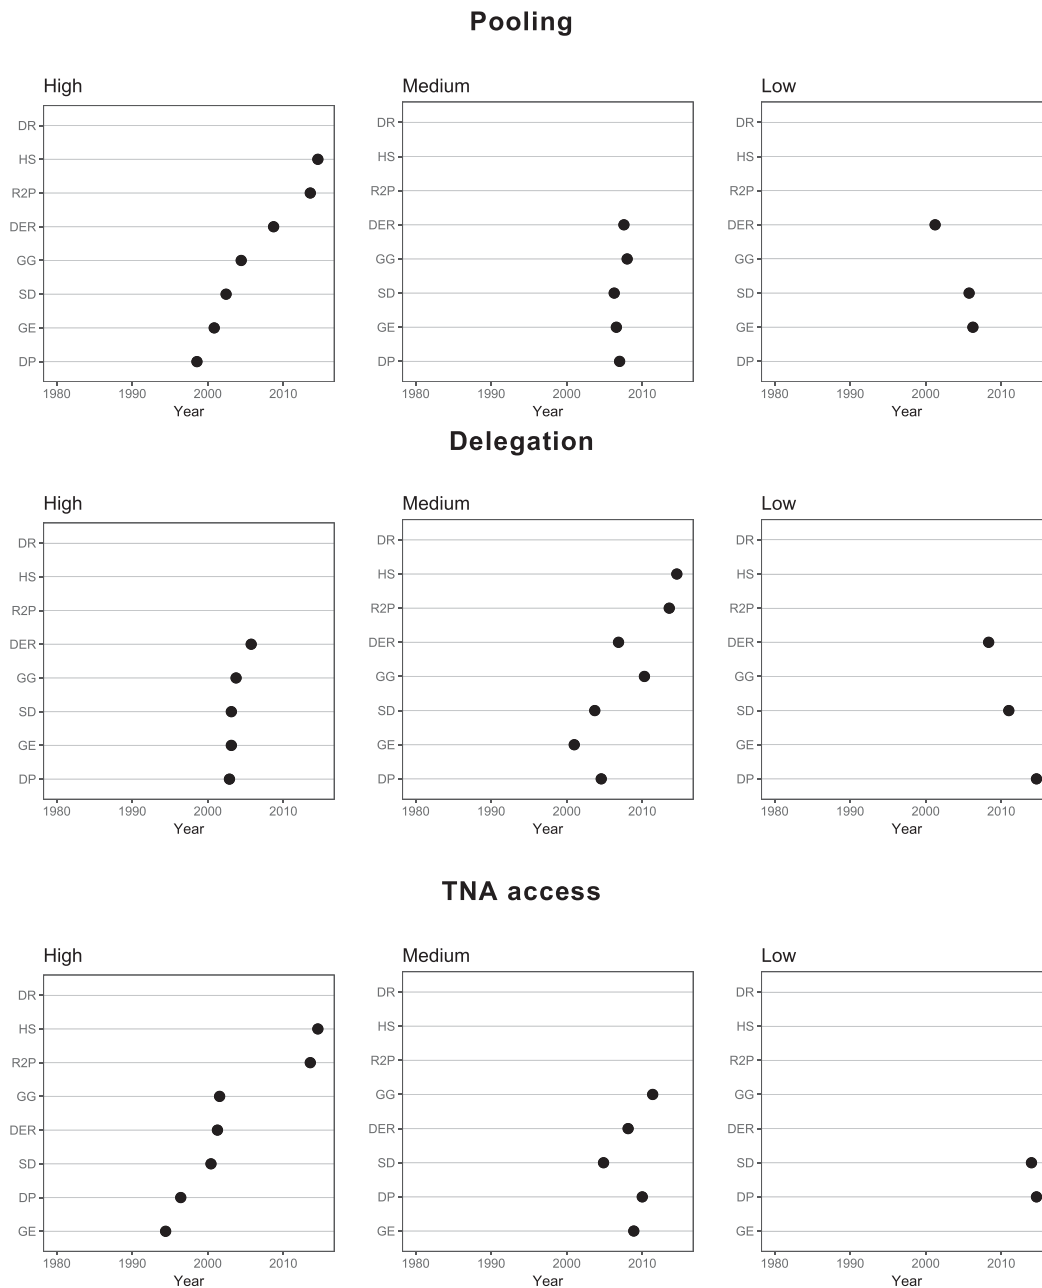 Pooling
High Medium Low
DR DR DR
HS HS HS
R2P R2P R2P
DER DER DER
GG GG GG
SD SD SD
GE GE GE
DP DP DP
1980 1990 2000 2010 1980 1990 2000 2010 1980 1990 2000 2010
Year Year Year
Delegation
High Medium Low
DR DR DR
HS HS HS
R2P R2P R2P
DER DER DER
GG GG GG
SD SD SD
GE GE GE
DP DP DP
1980 1990 2000 2010 1980 1990 2000 2010 1980 1990 2000 2010
Year Year Year
TNA access
High Medium Low
DR DR DR
HS HS HS
R2P R2P R2P
GG GG GG
DER DER DER
SD SD SD
DP DP DP
GE GE GE
1980 1990 2000 2010 1980 1990 2000 2010 1980 1990 2000 2010
Year Year Year